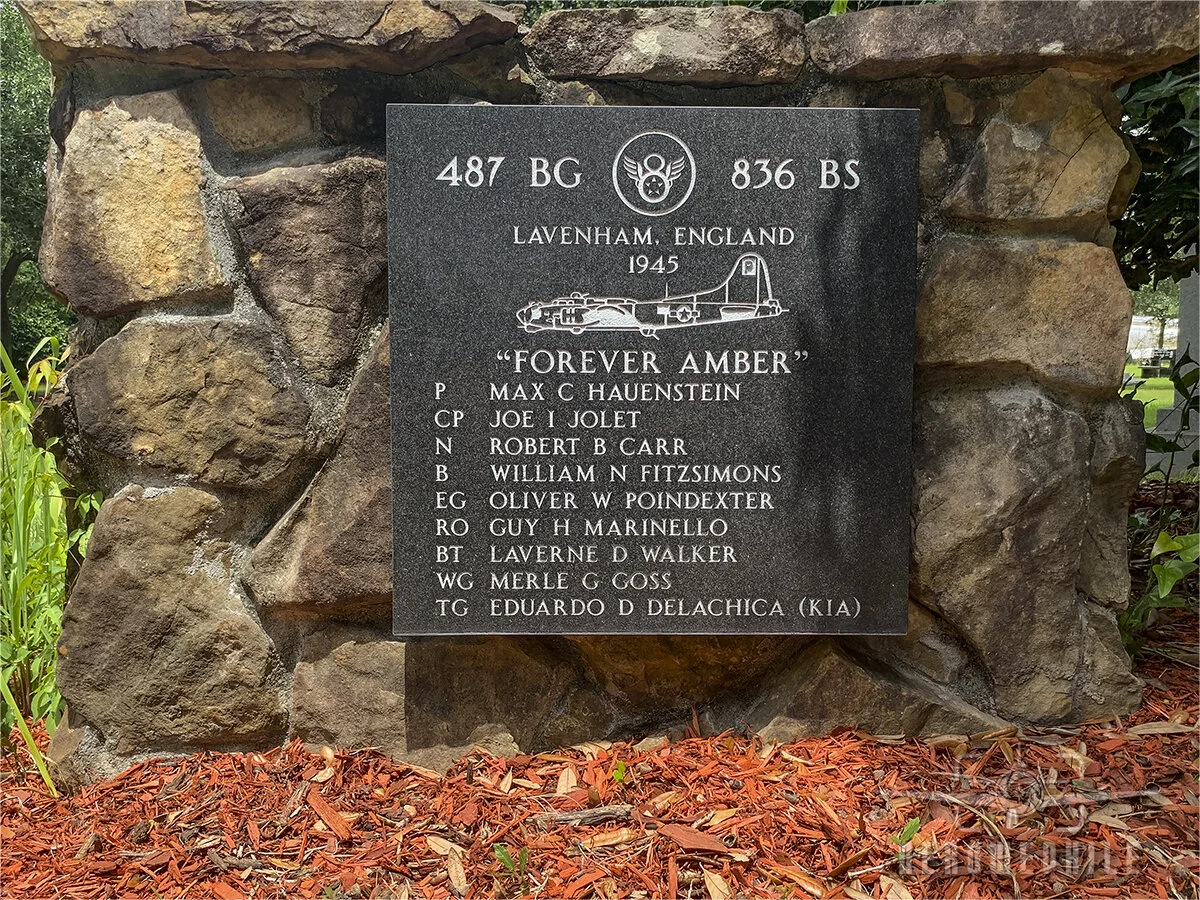 487 BG 8 836 BS
LAVENHAM, ENGLAND
1945
P
H
"FOREVER AMBER"
P MAX C HAUENSTEIN
CP JOE I JOLET
N ROBERT B CARR
B WILLIAM N FITZSIMONS
EG OLIVER W POINDEXTER
RO GUY H MARINELLO
BT LAVERNE D WALKER
WG MERLE G GOSS
TG EDUARDO D DELACHICA (KIA)